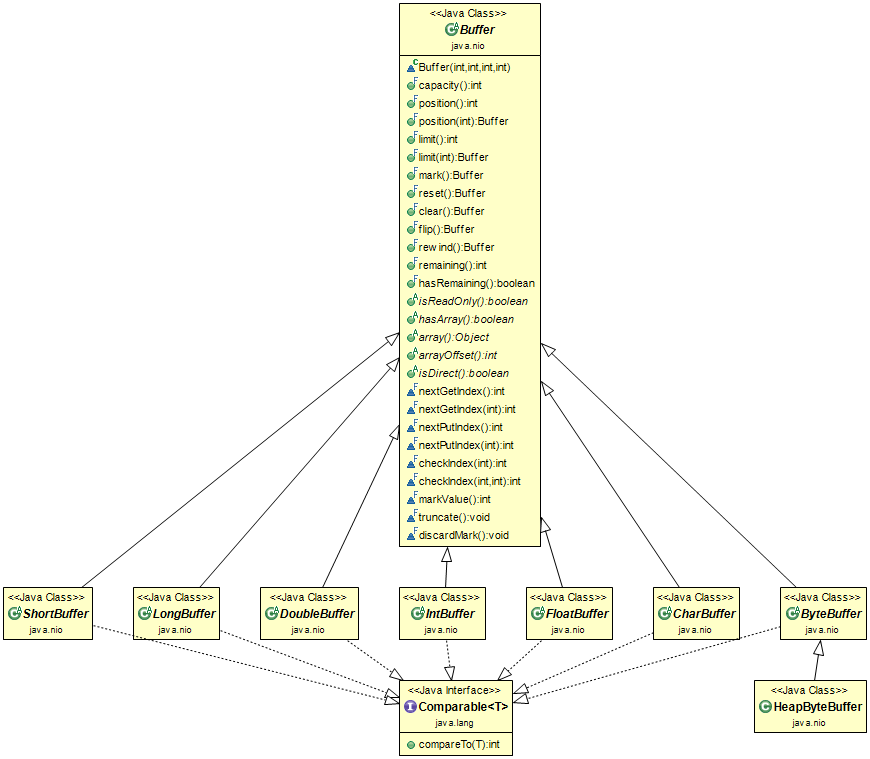 <<Java Class>>
Buffer
java.nio
Buffer(int,int,int,int)
capacity():int
position():int
position(int):Buffer
limit():int
limit(int):Buffer
mark():Buffer
reset():Buffer
clear():Buffer
flip():Buffer
rewind():Buffer
remaining():int
hasRemaining():boolean
isReadOnly():boolean
hasArray():boolean
array():Object
arrayOffset():int
isDirect():boolean
nextGetIndex():int
nextGetIndex(int):int
nextPutIndex():int
nextPutIndex(int):int
checkIndex(int):int
checkIndex(int,int):int
markValue():int
truncate():void
discardMark():void
<<Java Class>>
ShortBuffer
java.nio
<<Java Class>>
LongBuffer
java.nio
<<Java Class>>
DoubleBuffer
java.nio
<<Java Class>>
IntBuffer
java.nio
<<Java Class>>
FloatBuffer
java.nio
<<Java Class>>
CharBuffer
java.nio
<<Java Class>>
ByteBuffer
java.nio
<<Java Interface>>
Comparable<T>
java.lang
compareTo(T):int
<<Java Class>>
HeapByteBuffer
java.nio